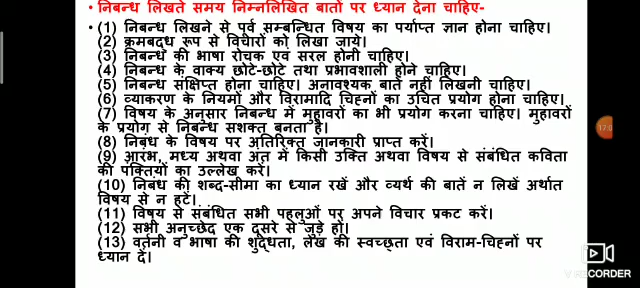 • निबन्ध लिखते समय निम्नलिखित बातों पर ध्यान देना चाहिए-
• (1) निबन्ध लिखने से पूर्व सम्बन्धित विषय का पर्याप्त ज्ञान होना चाहिए।
(2) क्रमबद्ध रूप से विचारों को लिखा जाये।
(3) निबन्ध की भाषा रोचक एवं सरल होनी चाहिए।
(4) निबन्ध के वाक्य छोटे-छोटे तथा प्रभावशाली होने चाहिए।
(5) निबन्ध संक्षिप्त होना चाहिए। अनावश्यक बातें नहीं लिखनी चाहिए।
(6) व्याकरण के नियमों और विरामादि चिह्नों का उचित प्रयोग होना चाहिए।
(7) विषय के अनुसार निबन्ध में मुहावरों का भी प्रयोग करना चाहिए। मुहावरों
के प्रयोग से निबन्ध सशक्त बनता है।
(8) निबंध के विषय पर अतिरिक्त जानकारी प्राप्त करें।
(9) आरंभ, मध्य अथवा अंत में किसी उक्ति अथवा विषय से संबंधित कविता
की पंक्तियों का उल्लेख करें।
(10) निबंध की शब्द-सीमा का ध्यान रखें और व्यर्थ की बातें न लिखें अर्थात
विषय से न हटें।
(11) विषय से संबंधित सभी पहलुओं पर अपने विचार प्रकट करें।
(12) सभी अनुच्छेद एक दूसरे से जुड़े हों।
(13) वर्तनी व भाषा की शुद्धता, लेख की स्वच्छता एवं विराम-चिह्नों पर
ध्यान दें।
17:0
V RECORDER